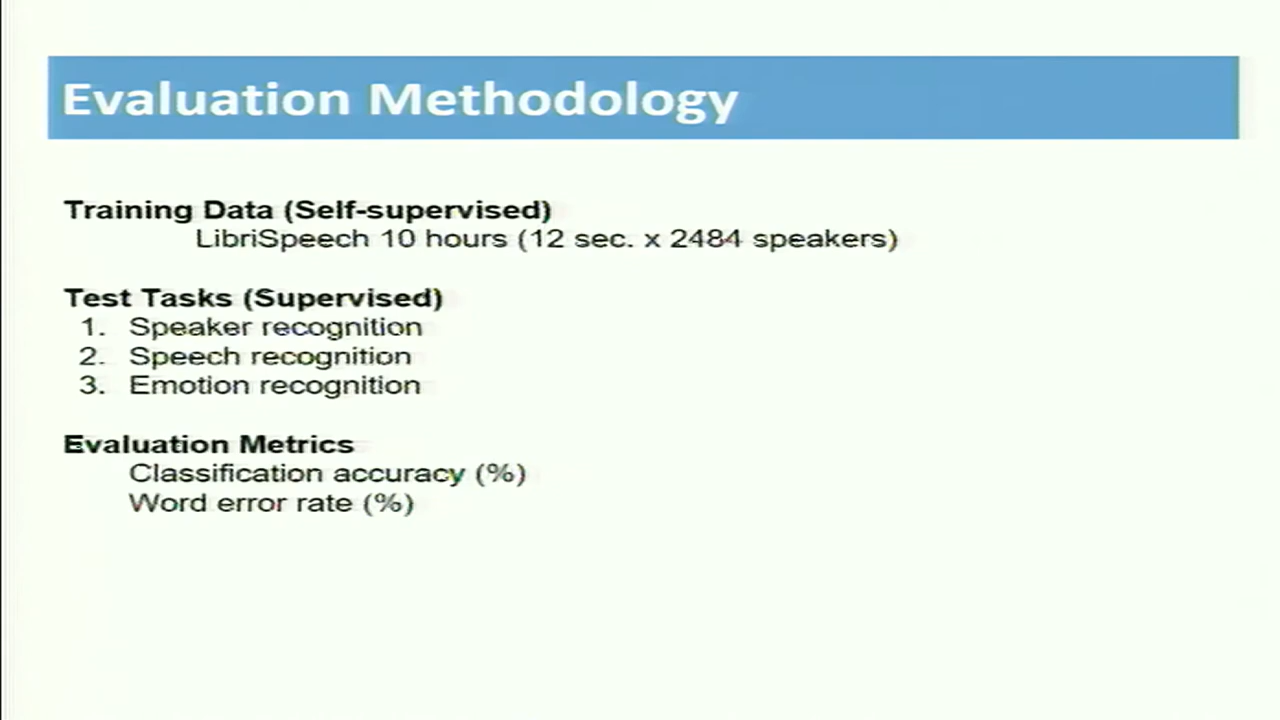 Evaluation Methodology
Training Data (Self-supervised)
LibriSpeech 10 hours (12 sec. x 2484 speakers)
Test Tasks (Supervised)
1. Speaker recognition
2. Speech recognition
3. Emotion recognition
Evaluation Metrics
Classification accuracy (%)
Word error rate (%)